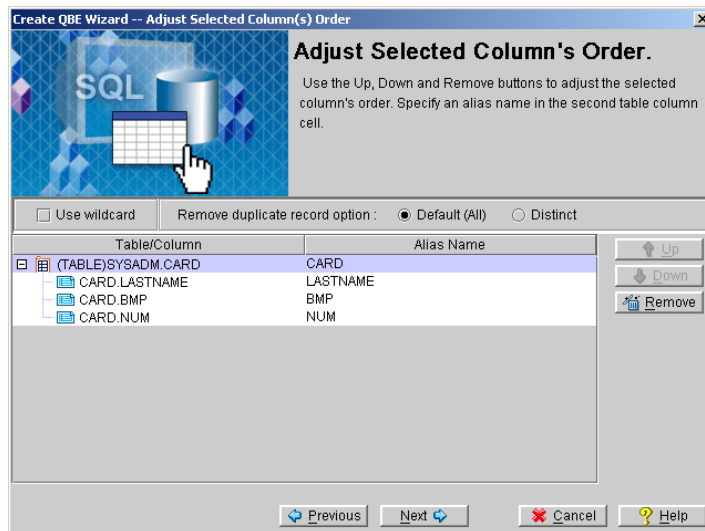 Create QBE Wizard -- Adjust Selected Column(s) Order
SQL
Adjust Selected Column's Order.
Use the Up, Down and Remove buttons to adjust the selected
column's order. Specify an alias name in the second table column
cell.
Use wildcard
Remove duplicate record option :
Default (All)
Distinct
Table/Column
Alias Name
(TABLE)SYSADM.CARD
CARD
CARD.LASTNAME
LASTNAME
CARD.BMP
BMP
CARD.NUM
NUM
Up
Down
Remove
Previous
Next
Cancel
Help